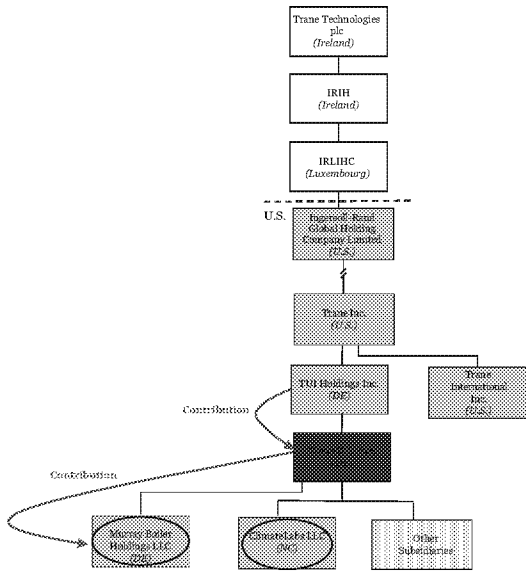 Trane Technologies
plc
(Ireland)
IRIH
(Ireland)
IRLIHC
(Luxembourg)
U.S.
Ingersoll-Rand
Global Holding
Company Limited
(U.S.)
Trane Inc.
(U.S.)
TUI Holdings Inc.
(DE)
Trane
International
Inc.
(U.S.)
Contribution
Contribution
Murray Boiler
Holdings LLC
(DE)
ClimateLabs LLC
(NC)
Other
Subsidiaries